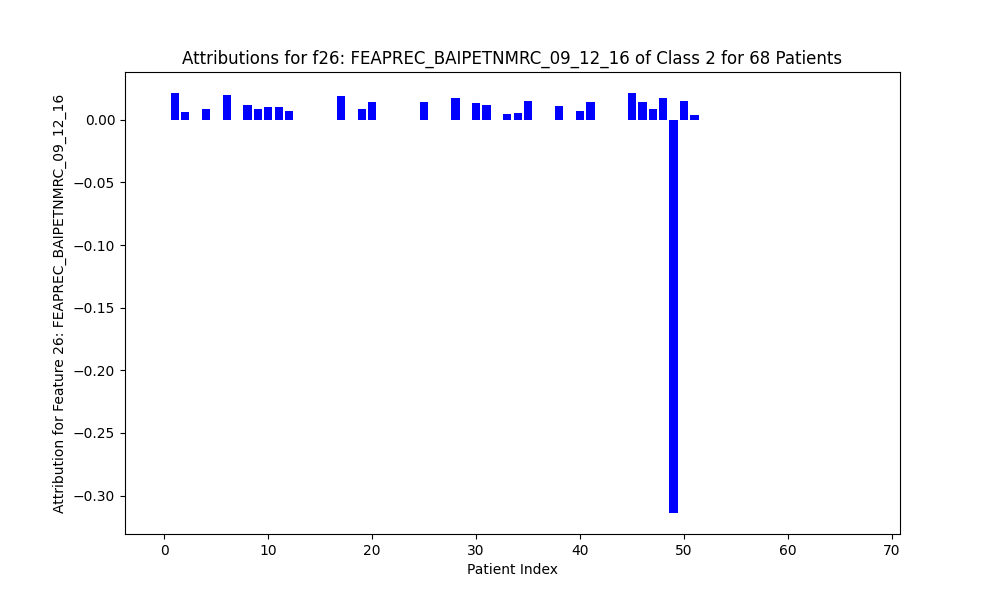 Attributions for f26: FEAPREC_BAIPETNMRC_09_12_16 of Class 2 for 68 Patients
Attribution for Feature 26: FEAPREC_BAIPETNMRC_09_12_16
0.00
−0.05
−0.10
−0.15
−0.20
−0.25
−0.30
0 10 20 30 40 50 60 70
Patient Index